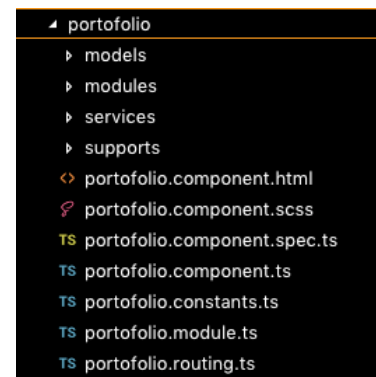 portofolio
models
modules
services
supports
<> portofolio.component.html
portofolio.component.scss
TS portofolio.component.spec.ts
TS portofolio.component.ts
TS portofolio.constants.ts
TS portofolio.module.ts
TS portofolio.routing.ts